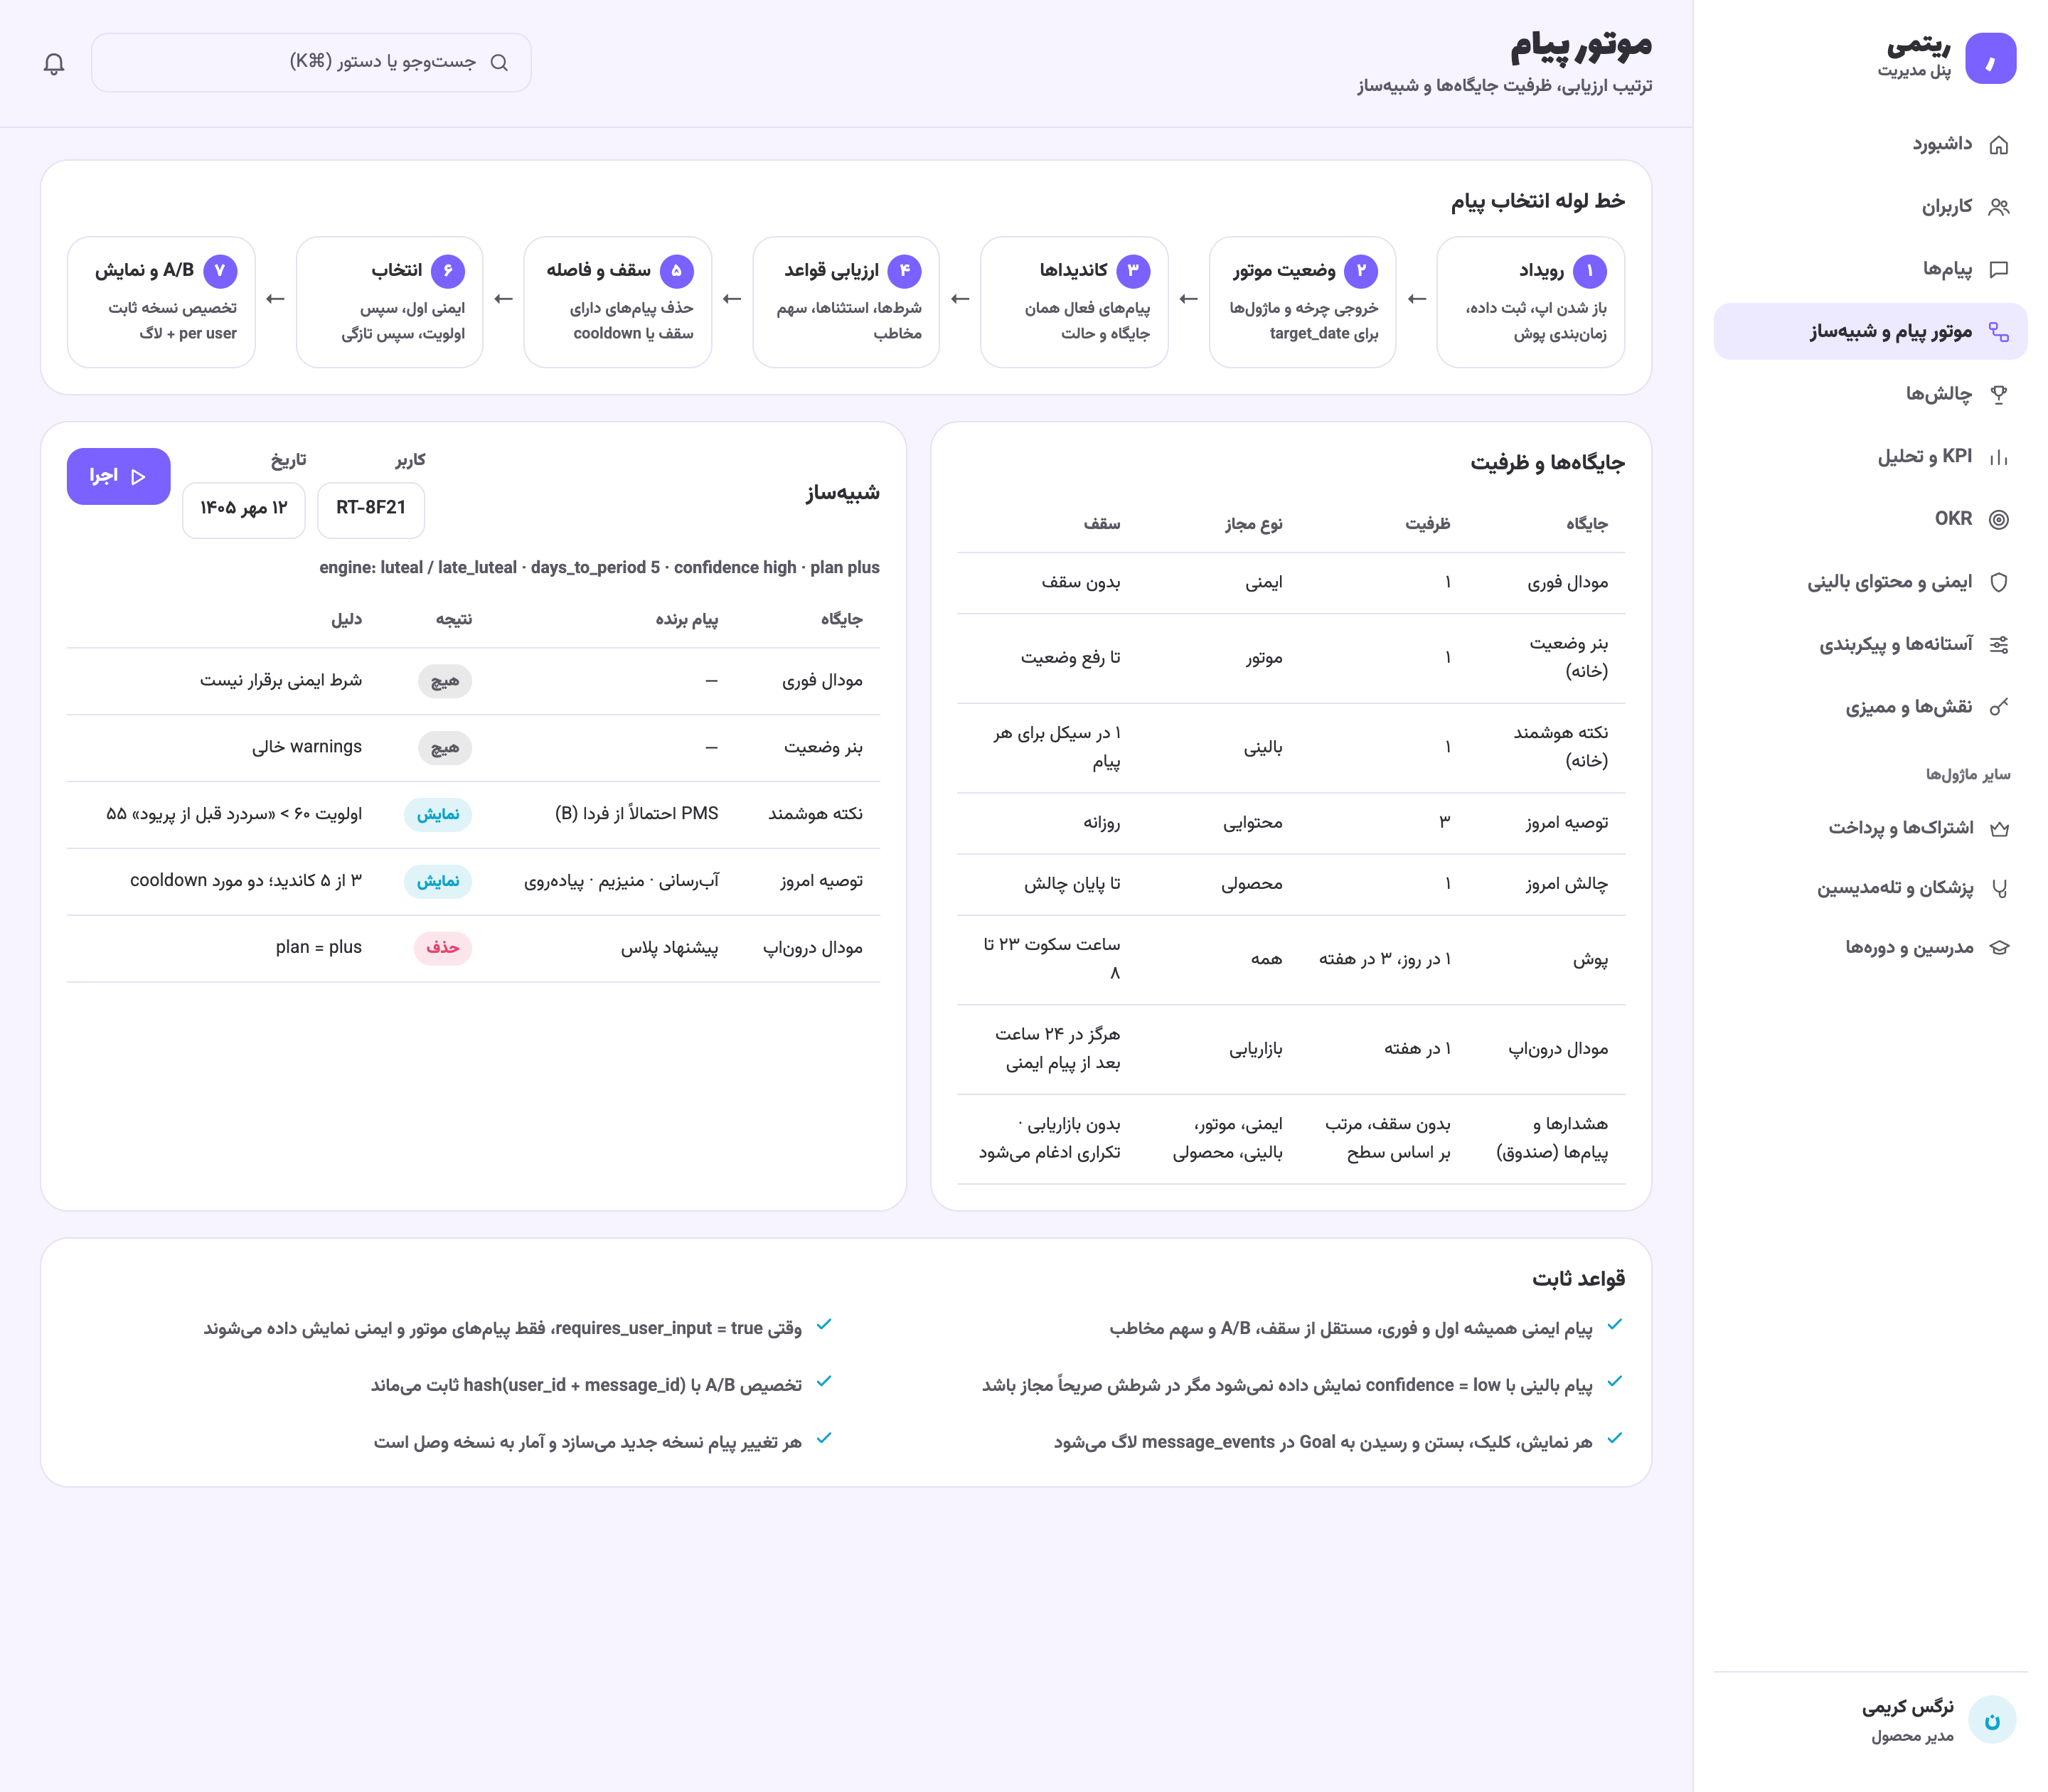 ر
ریتمی
پنل مدیریت
داشبورد
کاربران
پیام‌ها
موتور پیام و شبیه‌ساز
چالش‌ها
KPI و تحلیل
OKR
ایمنی و محتوای بالینی
آستانه‌ها و پیکربندی
نقش‌ها و ممیزی
سایر ماژول‌ها
اشتراک‌ها و پرداخت
پزشکان و تله‌مدیسین
مدرسین و دوره‌ها
ن
نرگس کریمی
مدیر محصول
موتور پیام
ترتیب ارزیابی، ظرفیت جایگاه‌ها و شبیه‌ساز
جست‌وجو یا دستور (⌘K)
خط لوله انتخاب پیام
۱ رویداد
باز شدن اپ، ثبت داده،
زمان‌بندی پوش
←
۲ وضعیت موتور
خروجی چرخه و ماژول‌ها
برای target_date
←
۳ کاندیداها
پیام‌های فعال همان
جایگاه و حالت
←
۴ ارزیابی قواعد
شرط‌ها، استثناها، سهم
مخاطب
←
۵ سقف و فاصله
حذف پیام‌های دارای
سقف یا cooldown
←
۶ انتخاب
ایمنی اول، سپس
اولویت، سپس تازگی
←
۷ A/B و نمایش
تخصیص نسخه ثابت
per user + لاگ
جایگاه‌ها و ظرفیت
جایگاه ظرفیت نوع مجاز سقف
مودال فوری ۱ ایمنی بدون سقف
بنر وضعیت
(خانه) ۱ موتور تا رفع وضعیت
نکته هوشمند
(خانه) ۱ بالینی ۱ در سیکل برای هر
پیام
توصیه امروز ۳ محتوایی روزانه
چالش امروز ۱ محصولی تا پایان چالش
پوش ۱ در روز، ۳ در هفته همه ساعت سکوت ۲۳ تا
۸
مودال درون‌اپ ۱ در هفته بازاریابی هرگز در ۲۴ ساعت
بعد از پیام ایمنی
هشدارها و بدون سقف، مرتب ایمنی، موتور، بدون بازاریابی ·
پیام‌ها (صندوق) بر اساس سطح بالینی، محصولی تکراری ادغام می‌شود
شبیه‌ساز
کاربر
RT-8F21
تاریخ
۱۲ مهر ۱۴۰۵
اجرا
engine: luteal / late_luteal · days_to_period 5 · confidence high · plan plus
جایگاه پیام برنده نتیجه دلیل
مودال فوری — هیچ شرط ایمنی برقرار نیست
بنر وضعیت — هیچ warnings خالی
نکته هوشمند PMS احتمالاً از فردا (B) نمایش اولویت ۶۰ > «سردرد قبل از پریود» ۵۵
توصیه امروز آب‌رسانی · منیزیم · پیاده‌روی نمایش ۳ از ۵ کاندید؛ دو مورد cooldown
مودال درون‌اپ پیشنهاد پلاس حذف plan = plus
قواعد ثابت
پیام ایمنی همیشه اول و فوری، مستقل از سقف، A/B و سهم مخاطب
وقتی requires_user_input = true، فقط پیام‌های موتور و ایمنی نمایش داده می‌شوند
پیام بالینی با confidence = low نمایش داده نمی‌شود مگر در شرطش صریحاً مجاز باشد
تخصیص A/B با hash(user_id + message_id) ثابت می‌ماند
هر نمایش، کلیک، بستن و رسیدن به Goal در message_events لاگ می‌شود
هر تغییر پیام نسخه جدید می‌سازد و آمار به نسخه وصل است